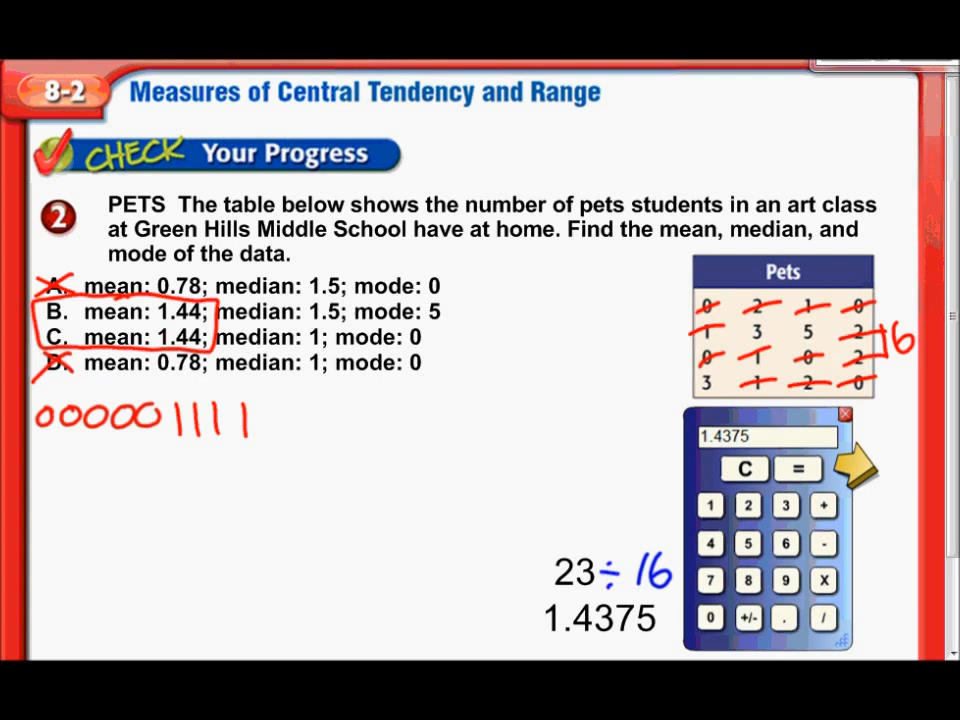 8-2 Measures of Central Tendency and Range
CHECK Your Progress
2 PETS The table below shows the number of pets students in an art class
at Green Hills Middle School have at home. Find the mean, median, and
mode of the data.
A. mean: 0.78; median: 1.5; mode: 0
B. mean: 1.44; median: 1.5; mode: 5
C. mean: 1.44; median: 1; mode: 0
D. mean: 0.78; median: 1; mode: 0
Pets
0 2 1 0
1 3 5 2
0 1 0 2
3 1 2 0
16
000000 1111
1.4375
C =
1 2 3 +
4 5 6 -
7 8 9 X
0 +/- . /
23 ÷ 16
1.4375